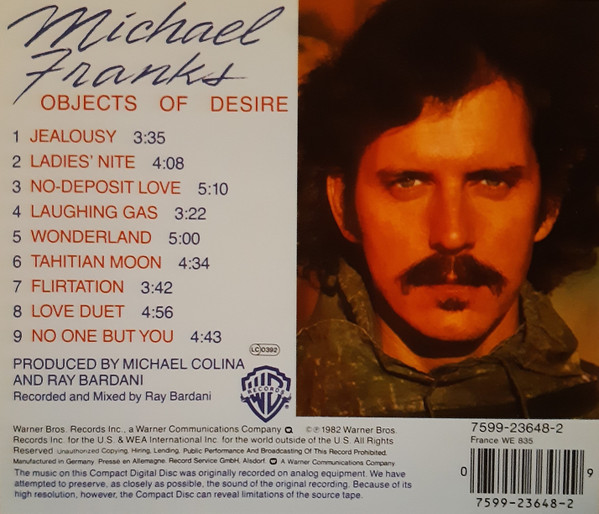 Michael
Franks
OBJECTS OF DESIRE
1 JEALOUSY 3:35
2 LADIES' NITE 4:08
3 NO-DEPOSIT LOVE 5:10
4 LAUGHING GAS 3:22
5 WONDERLAND 5:00
6 TAHITIAN MOON 4:34
7 FLIRTATION 3:42
8 LOVE DUET 4:56
9 NO ONE BUT YOU 4:43
PRODUCED BY MICHAEL COLINA
AND RAY BARDANI
Recorded and Mixed by Ray Bardani
LC 0392
WB
RECORDS
Warner Bros. Records Inc., a Warner Communications Company ©℗ 1982 Warner Bros.
Records Inc. for the U.S. & WEA International Inc. for the world outside of the U.S. All Rights
Reserved Unauthorized Copying, Hiring, Lending, Public Performance And Broadcasting Of This Record Prohibited.
Manufactured in Germany. Pressé en Allemagne. Record Service GmbH, Alsdorf. A Warner Communications Company
The music on this Compact Digital Disc was originally recorded on analog equipment. We have
attempted to preserve, as closely as possible, the sound of the original recording. Because of its
high resolution, however, the Compact Disc can reveal limitations of the source tape.
7599-23648-2
France WE 835
0 9
7599-23648-2